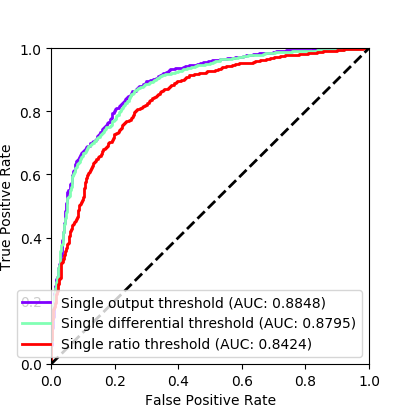 1.0
0.8
0.6
0.4
0.2
0.0
True Positive Rate
Single output threshold (AUC: 0.8848)
Single differential threshold (AUC: 0.8795)
Single ratio threshold (AUC: 0.8424)
0.0 0.2 0.4 0.6 0.8 1.0
False Positive Rate